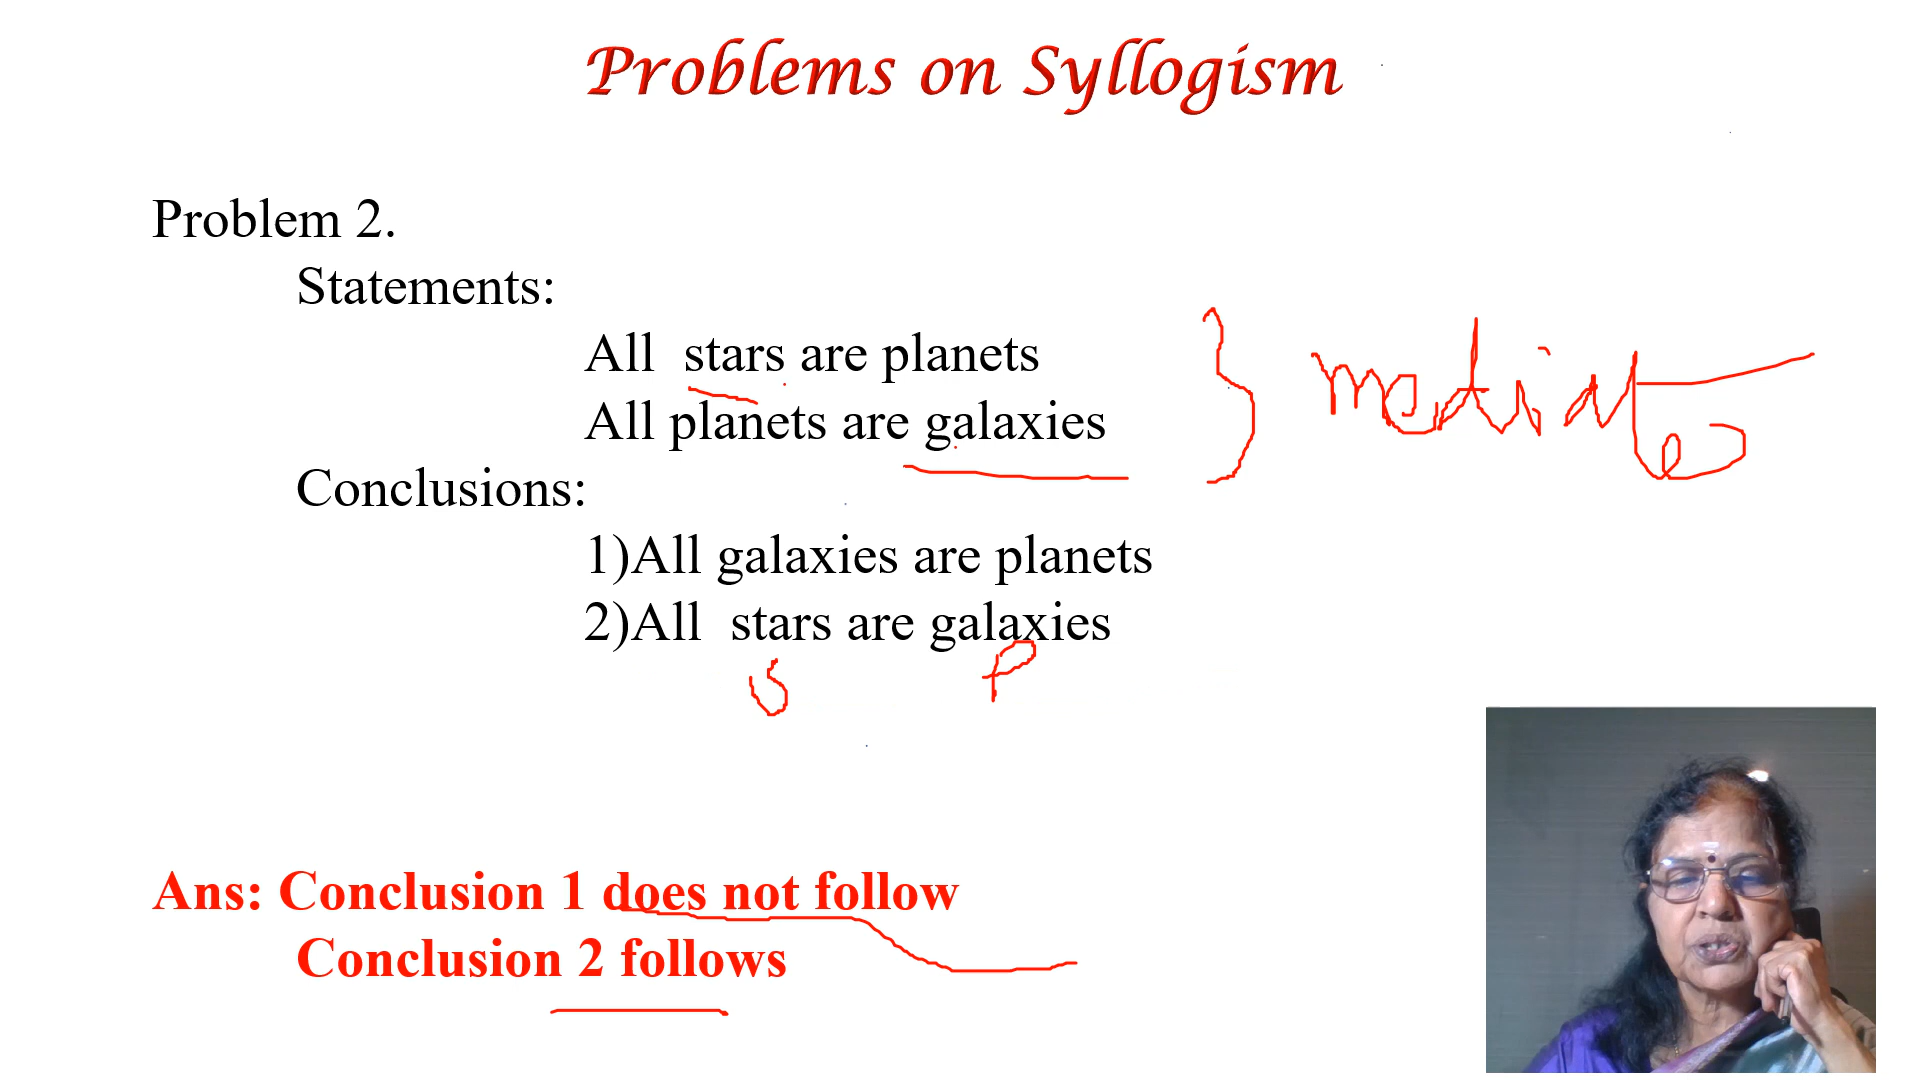 Problems on Syllogism
Problem 2.
Statements:
All stars are planets
All planets are galaxies
mediate
Conclusions:
1)All galaxies are planets
2)All stars are galaxies
S P
Ans: Conclusion 1 does not follow
Conclusion 2 follows